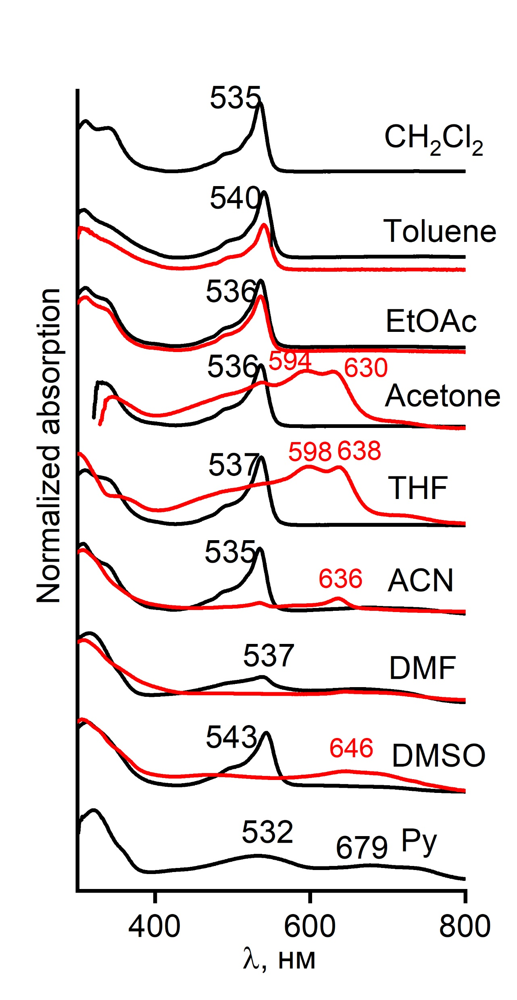 535
CH₂Cl₂
540
Toluene
536
EtOAc
536
594
630
Acetone
537
598
638
THF
535
636
ACN
537
DMF
543
646
DMSO
532
679
Py
Normalized absorption
400
600
800
λ, нм